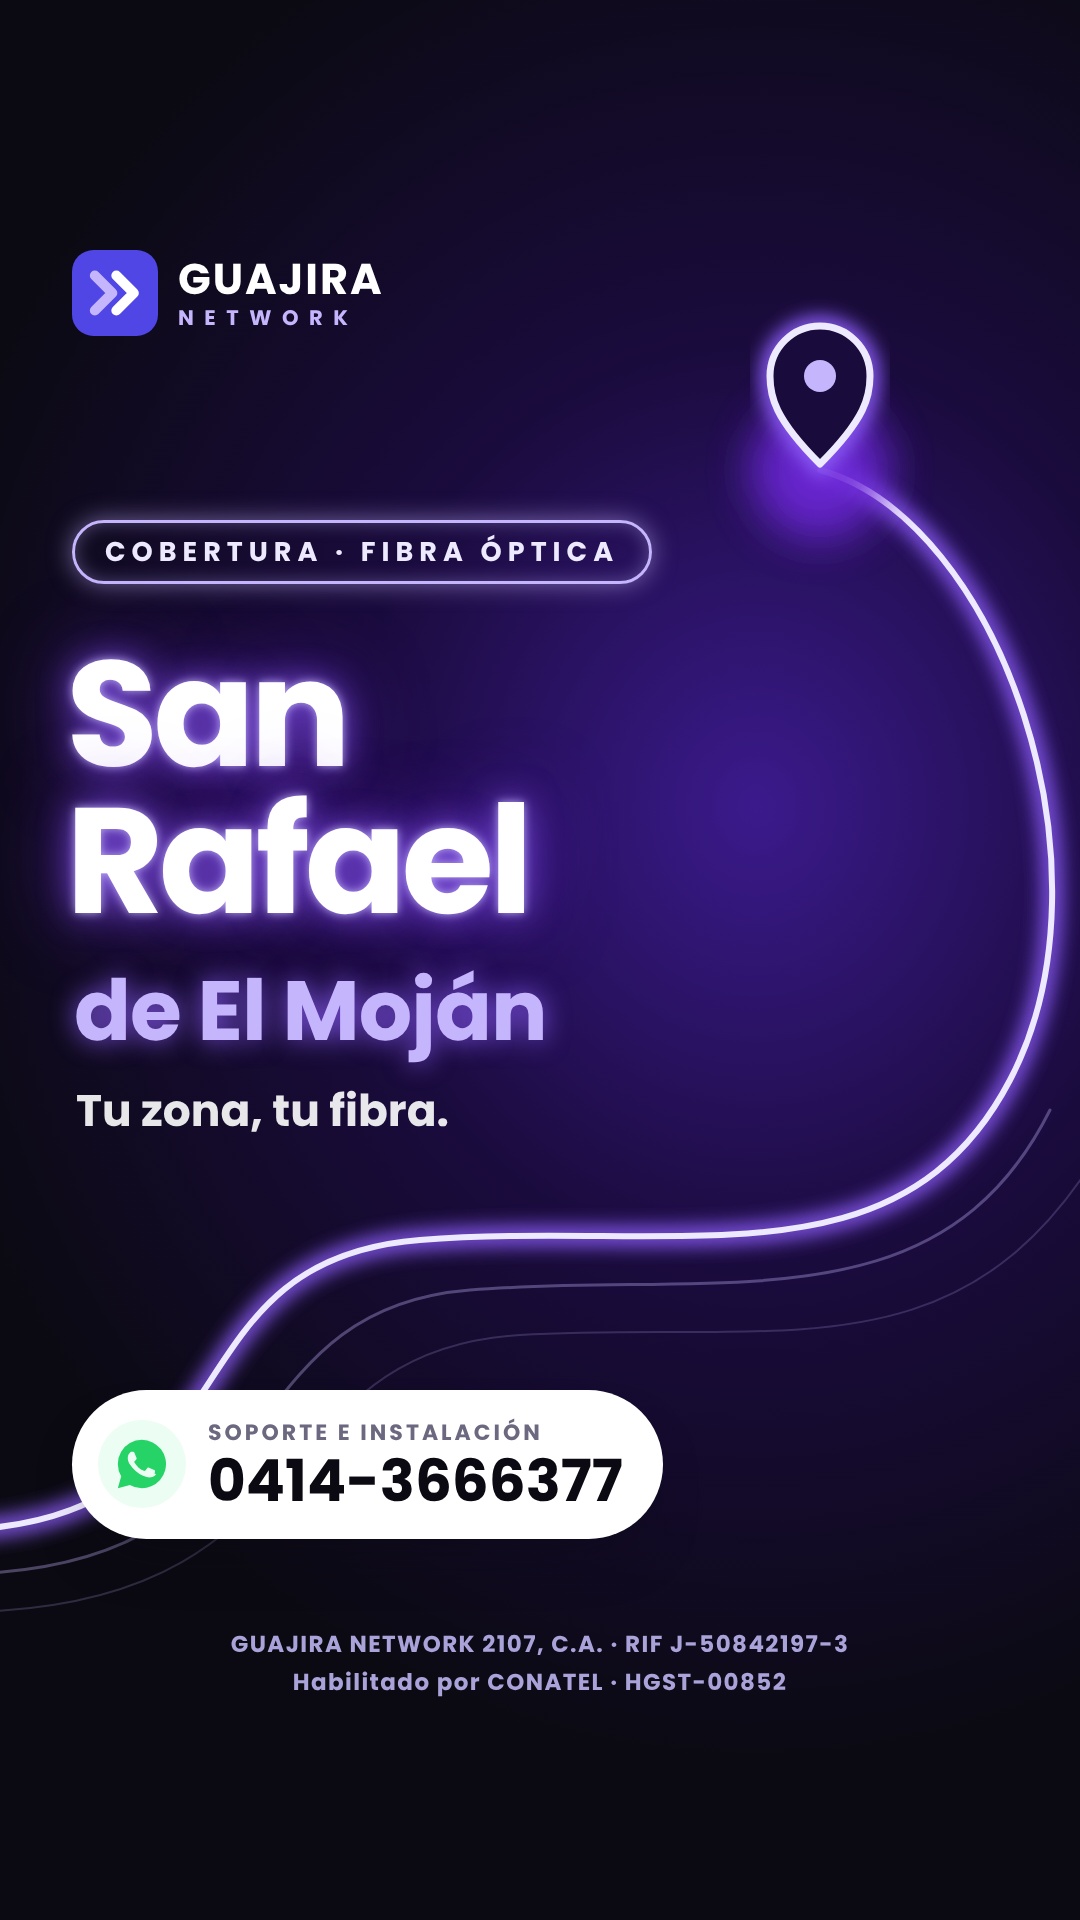 GUAJIRA
NETWORK
COBERTURA · FIBRA ÓPTICA
San
Rafael
de El Moján
Tu zona, tu fibra.
SOPORTE E INSTALACIÓN
0414-3666377
GUAJIRA NETWORK 2107, C.A. · RIF J-50842197-3
Habilitado por CONATEL · HGST-00852